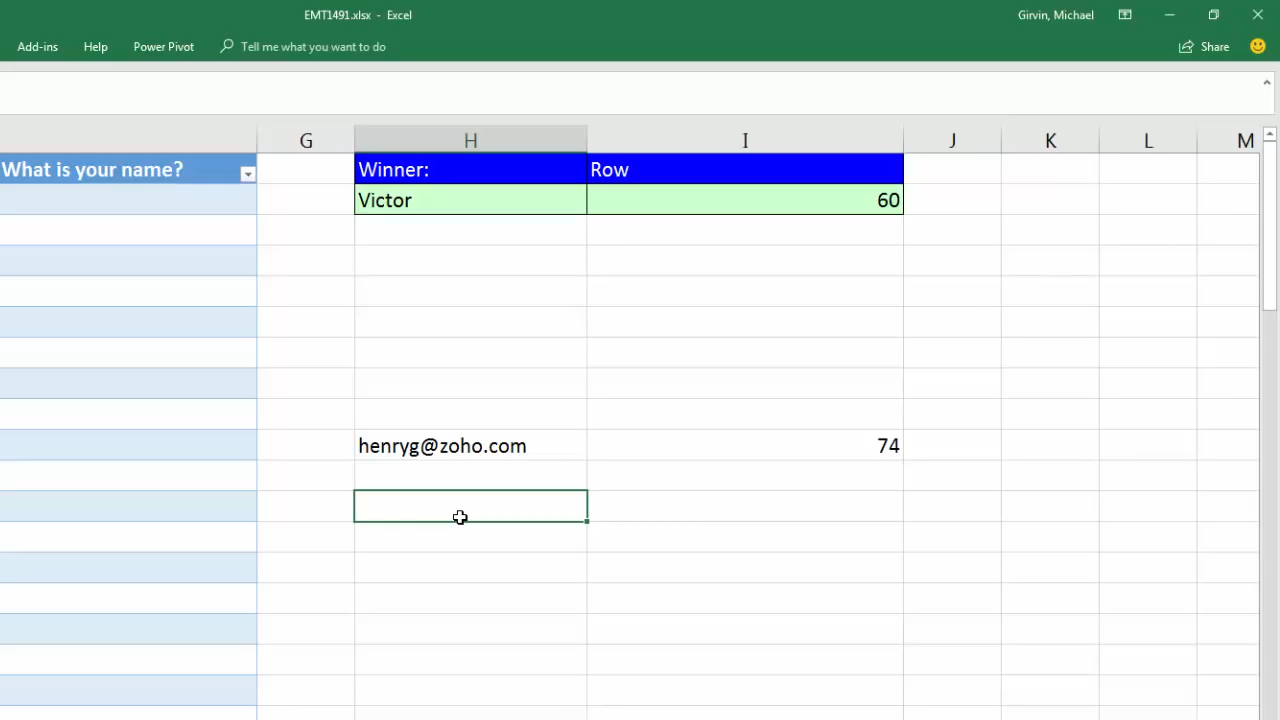 EMT1491.xlsx - Excel
Girvin, Michael
Add-ins Help Power Pivot Tell me what you want to do Share
G H I J K L M
What is your name? Winner: Row
Victor 60
henryg@zoho.com 74